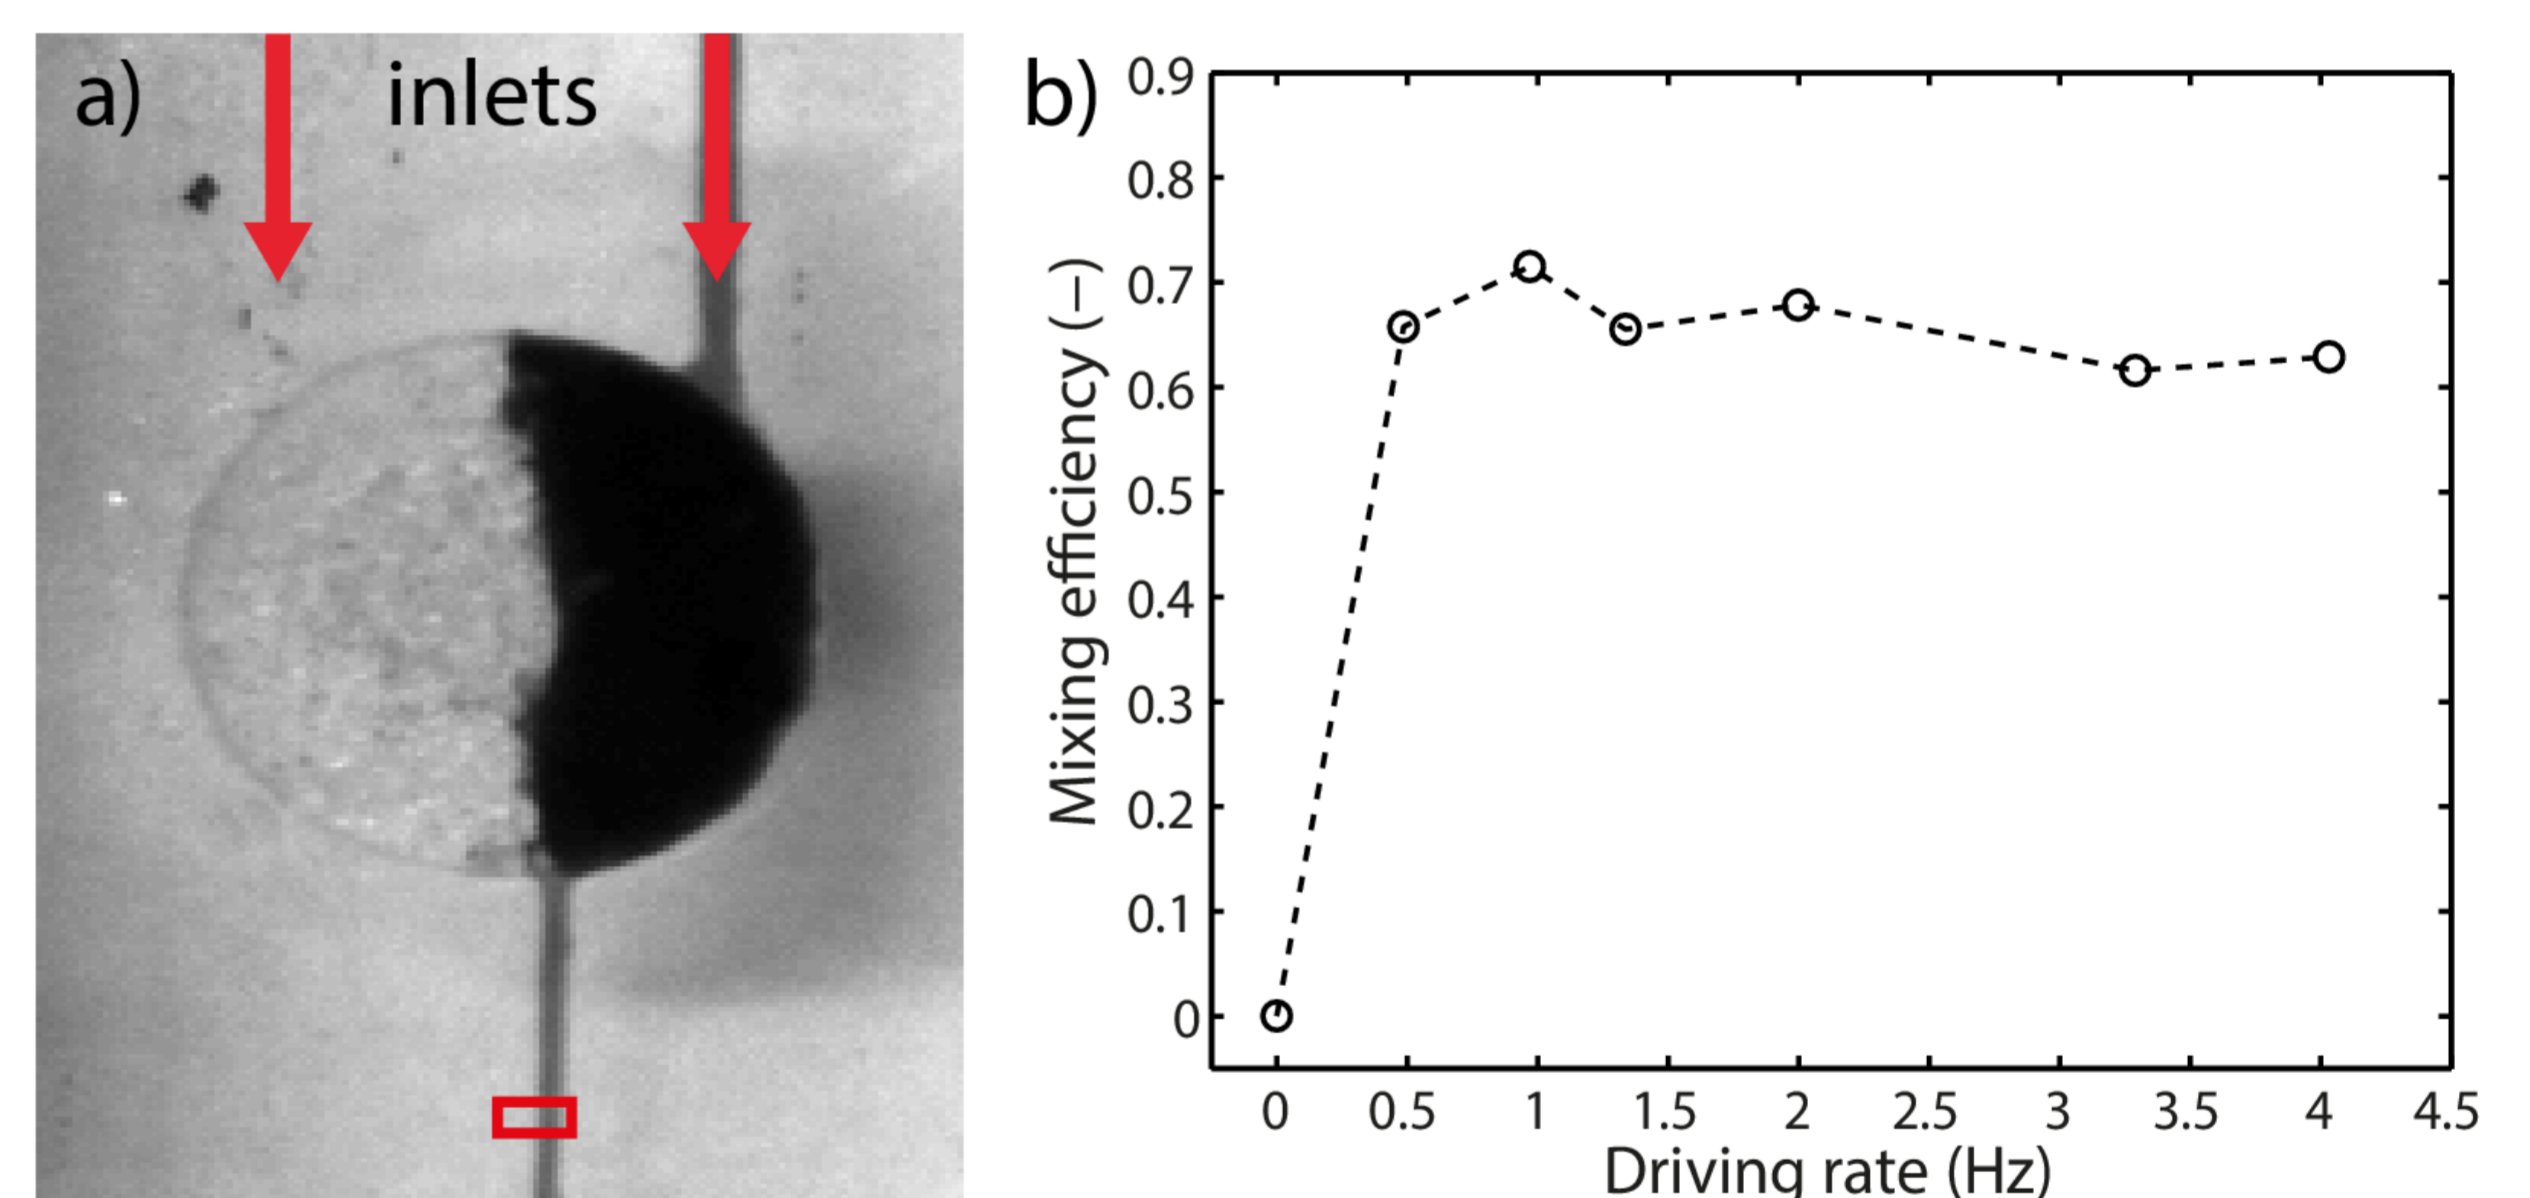 a)
inlets
b)
Mixing efficiency (–)
0.9
0.8
0.7
0.6
0.5
0.4
0.3
0.2
0.1
0
0 0.5 1 1.5 2 2.5 3 3.5 4 4.5
Driving rate (Hz)